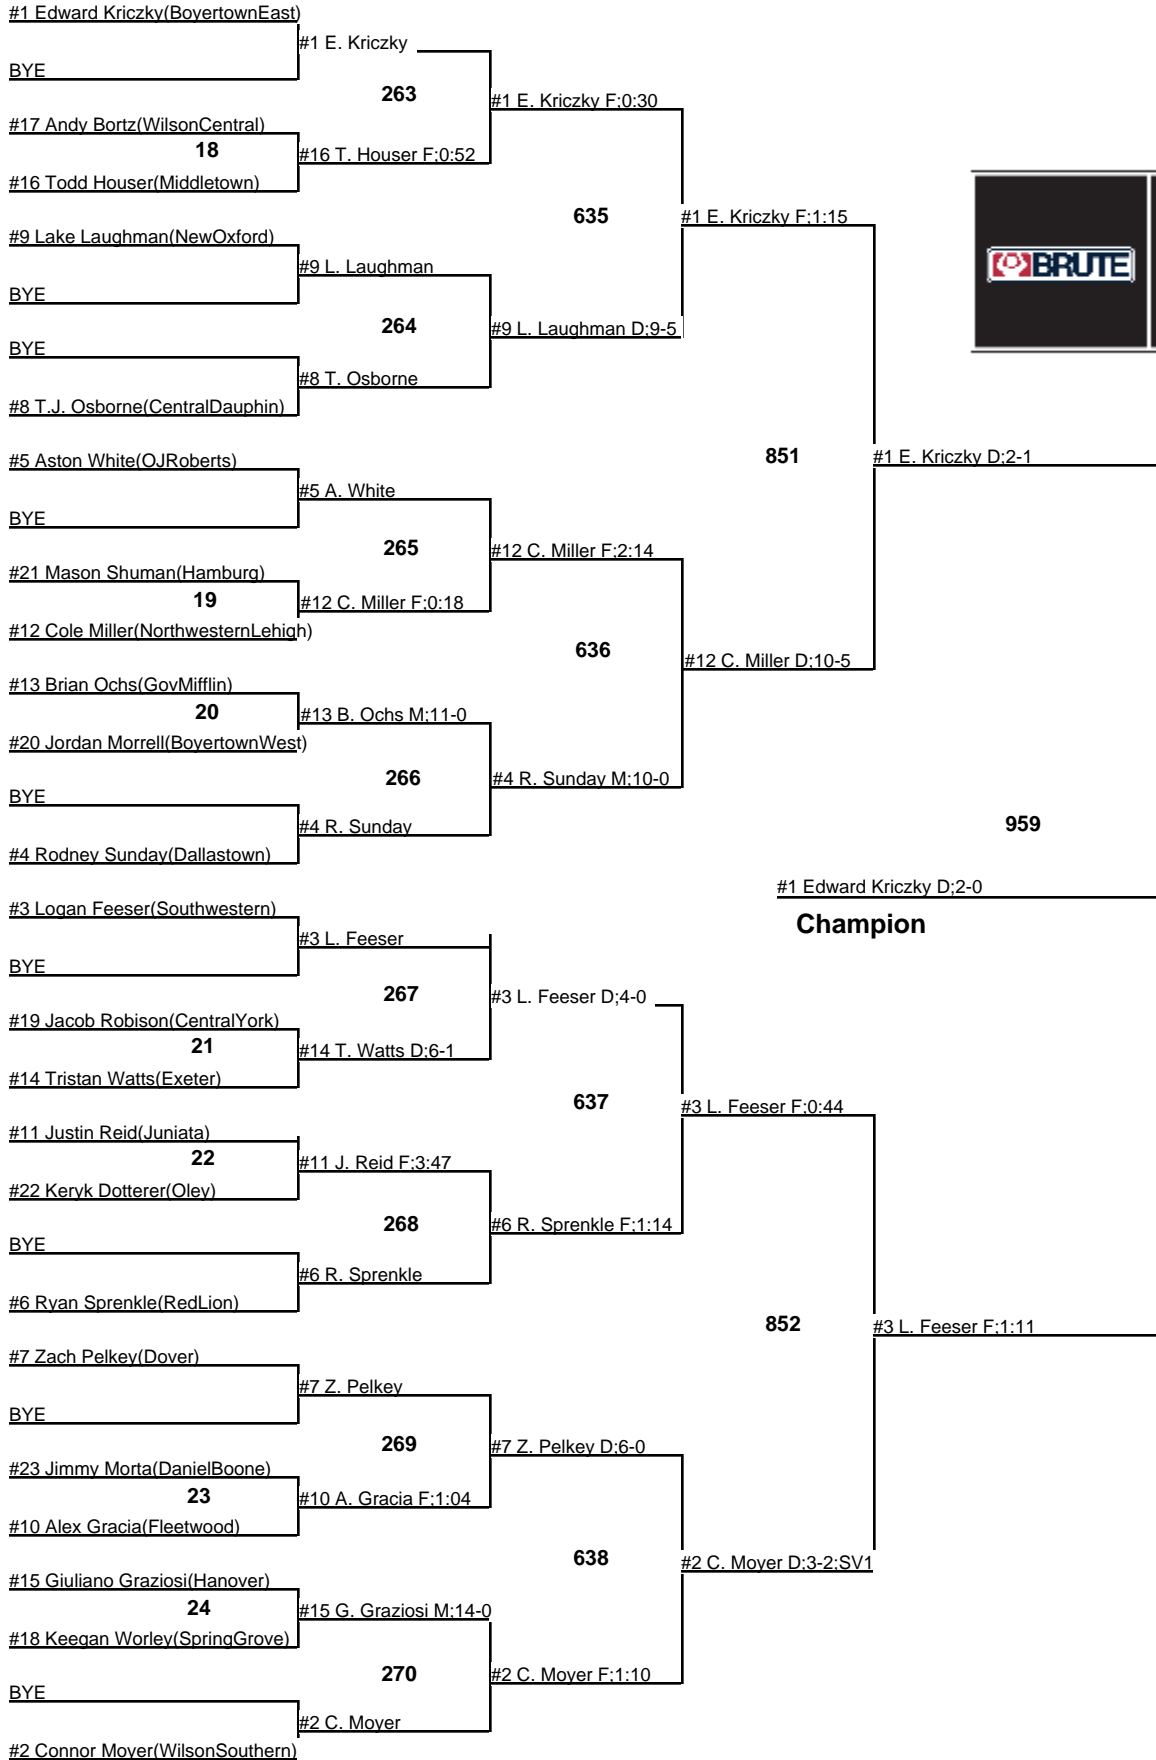 #1 Edward Kriczky(BoyertownEast)
#1 E. Kriczky
BYE
263
#1 E. Kriczky F;0:30
#17 Andy Bortz(WilsonCentral)
18
#16 T. Houser F;0:52
#16 Todd Houser(Middletown)
635
#1 E. Kriczky F;1:15
#9 Lake Laughman(NewOxford)
#9 L. Laughman
BRUTE
BYE
264
#9 L. Laughman D;9-5
BYE
#8 T. Osborne
#8 T.J. Osborne(CentralDauphin)
851
#1 E. Kriczky D;2-1
#5 Aston White(OJRoberts)
#5 A. White
BYE
265
#12 C. Miller F;2:14
#21 Mason Shuman(Hamburg)
19
#12 C. Miller F;0:18
#12 Cole Miller(NorthwesternLehigh)
636
#12 C. Miller D;10-5
#13 Brian Ochs(GovMifflin)
20
#13 B. Ochs M;11-0
#20 Jordan Morrell(BoyertownWest)
266
#4 R. Sunday M;10-0
BYE
#4 R. Sunday
959
#4 Rodney Sunday(Dallastown)
#1 Edward Kriczky D;2-0
Champion
#3 Logan Feeser(Southwestern)
#3 L. Feeser
BYE
267
#3 L. Feeser D;4-0
#19 Jacob Robison(CentralYork)
21
#14 T. Watts D;6-1
#14 Tristan Watts(Exeter)
637
#3 L. Feeser F;0:44
#11 Justin Reid(Juniata)
22
#11 J. Reid F;3:47
#22 Keryk Dotterer(Oley)
268
#6 R. Sprenkle F;1:14
BYE
#6 R. Sprenkle
#6 Ryan Sprenkle(RedLion)
852
#3 L. Feeser F;1:11
#7 Zach Pelkey(Dover)
#7 Z. Pelkey
BYE
269
#7 Z. Pelkey D;6-0
#23 Jimmy Morta(DanielBoone)
23
#10 A. Gracia F;1:04
#10 Alex Gracia(Fleetwood)
638
#2 C. Moyer D;3-2;SV1
#15 Giuliano Graziosi(Hanover)
24
#15 G. Graziosi M;14-0
#18 Keegan Worley(SpringGrove)
270
#2 C. Moyer F;1:10
BYE
#2 C. Moyer
#2 Connor Moyer(WilsonSouthern)